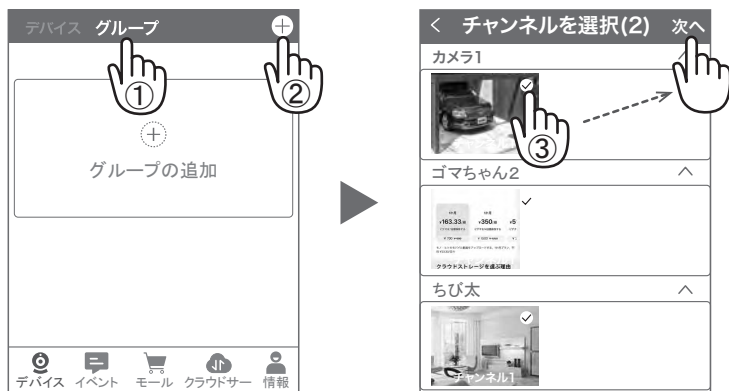 デバイス グループ
①
②
グループの追加
デバイス イベント モール クラウドサー 情報
チャンネルを選択(2) 次へ
カメラ1
③
ゴマちゃん2
クラウドストレージを選ぶ理由
ちび太
チャンネル1